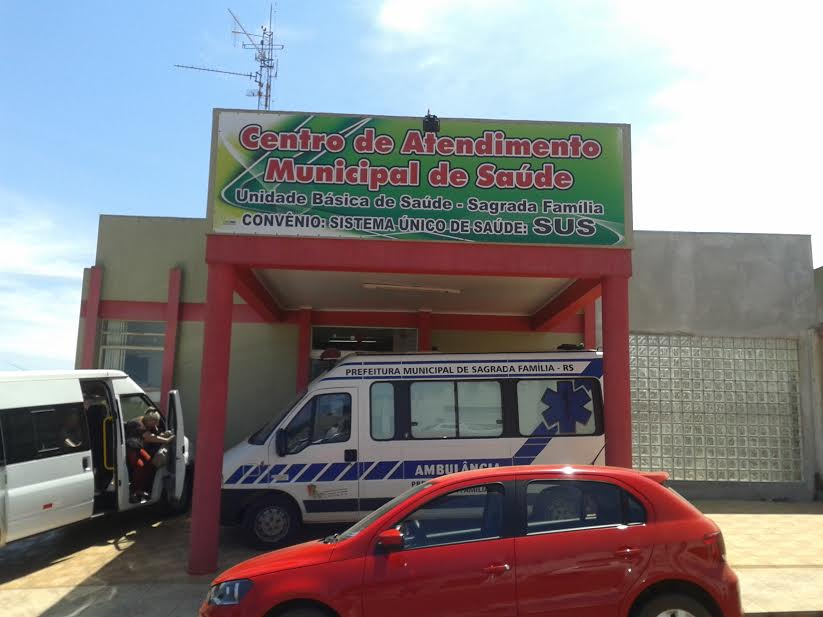 Centro de Atendimento
Municipal de Saúde
Unidade Básica de Saúde - Sagrada Família
CONVÊNIO: SISTEMA ÚNICO DE SAÚDE: SUS
PREFEITURA MUNICIPAL DE SAGRADA FAMÍLIA - RS
AMBULÂNCIA